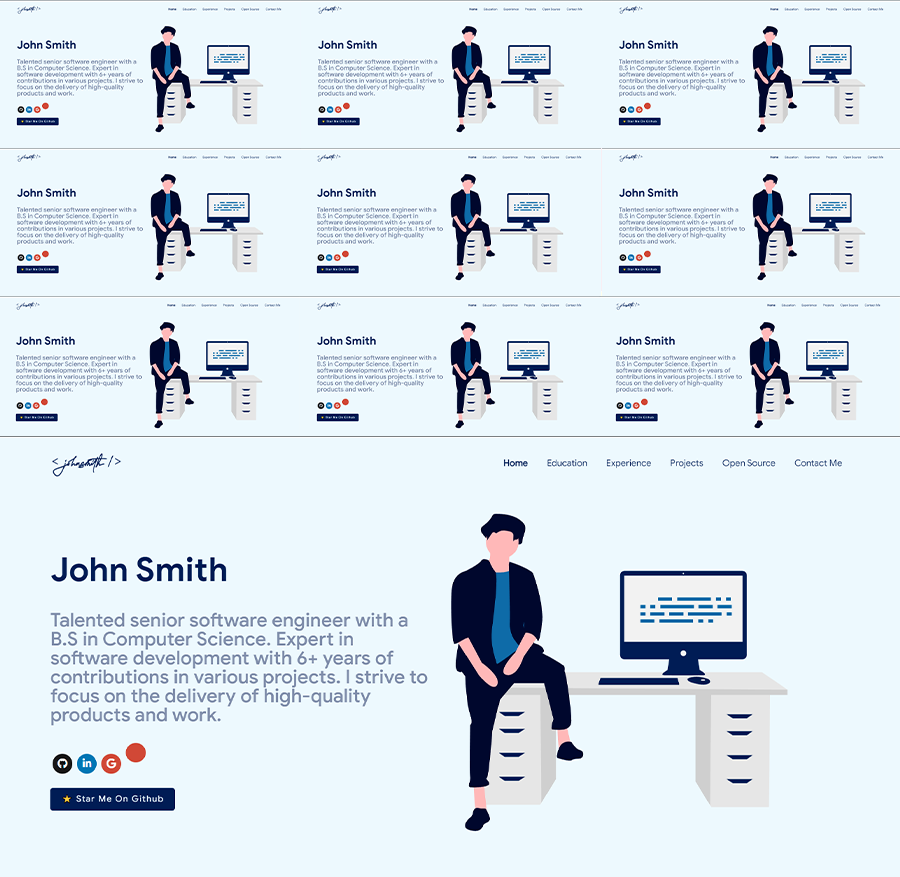 <johnsmith />
Home Education Experience Projects Open Source Contact Me
John Smith
Talented senior software engineer with a
B.S in Computer Science. Expert in
software development with 6+ years of
contributions in various projects. I strive to
focus on the delivery of high-quality
products and work.
Star Me On Github
<johnsmith />
Home Education Experience Projects Open Source Contact Me
John Smith
Talented senior software engineer with a
B.S in Computer Science. Expert in
software development with 6+ years of
contributions in various projects. I strive to
focus on the delivery of high-quality
products and work.
Star Me On Github
<johnsmith />
Home Education Experience Projects Open Source Contact Me
John Smith
Talented senior software engineer with a
B.S in Computer Science. Expert in
software development with 6+ years of
contributions in various projects. I strive to
focus on the delivery of high-quality
products and work.
Star Me On Github
<johnsmith />
Home Education Experience Projects Open Source Contact Me
John Smith
Talented senior software engineer with a
B.S in Computer Science. Expert in
software development with 6+ years of
contributions in various projects. I strive to
focus on the delivery of high-quality
products and work.
Star Me On Github
<johnsmith />
Home Education Experience Projects Open Source Contact Me
John Smith
Talented senior software engineer with a
B.S in Computer Science. Expert in
software development with 6+ years of
contributions in various projects. I strive to
focus on the delivery of high-quality
products and work.
Star Me On Github
<johnsmith />
Home Education Experience Projects Open Source Contact Me
John Smith
Talented senior software engineer with a
B.S in Computer Science. Expert in
software development with 6+ years of
contributions in various projects. I strive to
focus on the delivery of high-quality
products and work.
Star Me On Github
<johnsmith />
Home Education Experience Projects Open Source Contact Me
John Smith
Talented senior software engineer with a
B.S in Computer Science. Expert in
software development with 6+ years of
contributions in various projects. I strive to
focus on the delivery of high-quality
products and work.
Star Me On Github
<johnsmith />
Home Education Experience Projects Open Source Contact Me
John Smith
Talented senior software engineer with a
B.S in Computer Science. Expert in
software development with 6+ years of
contributions in various projects. I strive to
focus on the delivery of high-quality
products and work.
Star Me On Github
<johnsmith />
Home Education Experience Projects Open Source Contact Me
John Smith
Talented senior software engineer with a
B.S in Computer Science. Expert in
software development with 6+ years of
contributions in various projects. I strive to
focus on the delivery of high-quality
products and work.
Star Me On Github
<johnsmith />
Home Education Experience Projects Open Source Contact Me
John Smith
Talented senior software engineer with a
B.S in Computer Science. Expert in
software development with 6+ years of
contributions in various projects. I strive to
focus on the delivery of high-quality
products and work.
in G
Star Me On Github